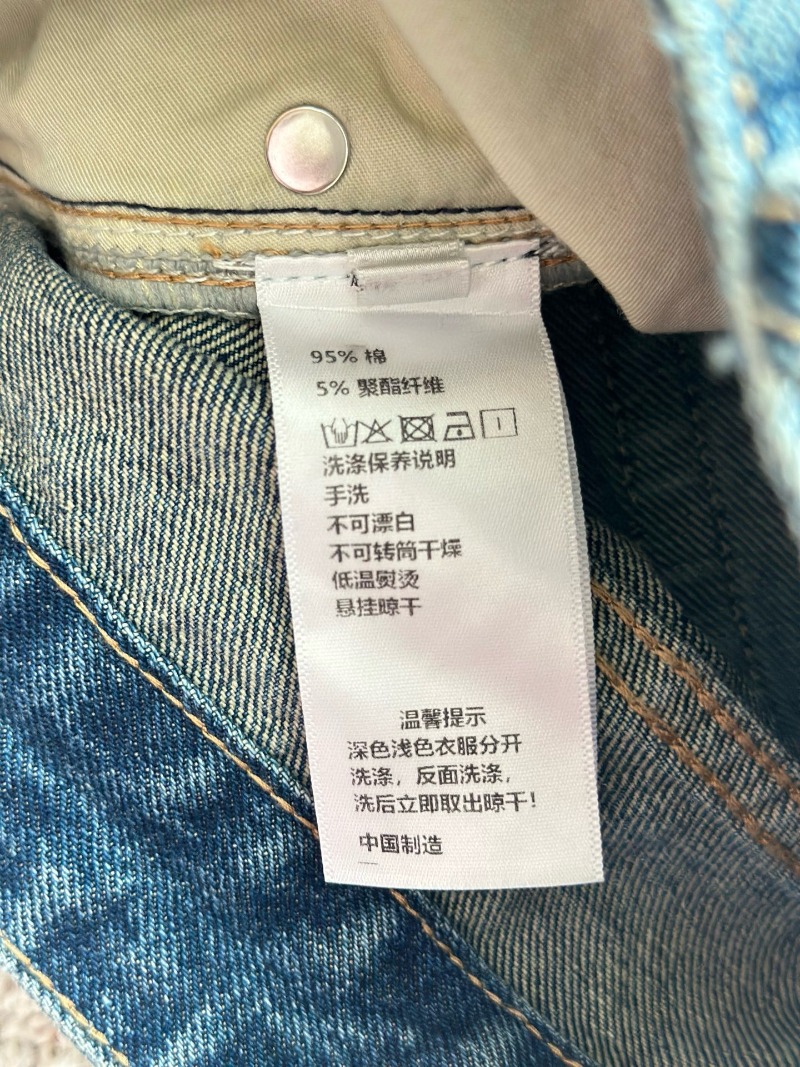 95% 棉
5% 聚酯纤维
洗涤保养说明
手洗
不可漂白
不可转筒干燥
低温熨烫
悬挂晾干
温馨提示
深色浅色衣服分开
洗涤，反面洗涤，
洗后立即取出晾干！
中国制造